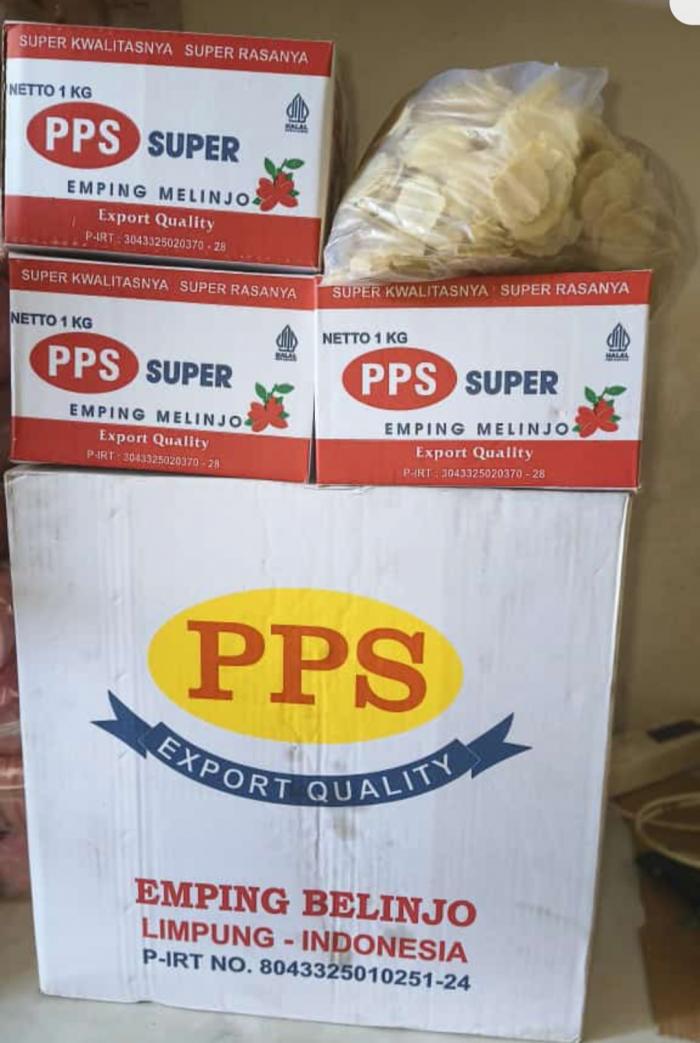 SUPER KWALITASNYA SUPER RASANYA
NETTO 1 KG
HALAL
PPS SUPER
EMPING MELINJO
Export Quality
P-IRT : 3043325020370 - 28
SUPER KWALITASNYA SUPER RASANYA
NETTO 1 KG
HALAL
PPS SUPER
EMPING MELINJO
Export Quality
P-IRT : 3043325020370 - 28
SUPER KWALITASNYA SUPER RASANYA
NETTO 1 KG
HALAL
PPS SUPER
EMPING MELINJO
Export Quality
P-IRT : 3043325020370 - 28
PPS
EXPORT QUALITY
EMPING BELINJO
LIMPUNG - INDONESIA
P-IRT NO. 8043325010251-24